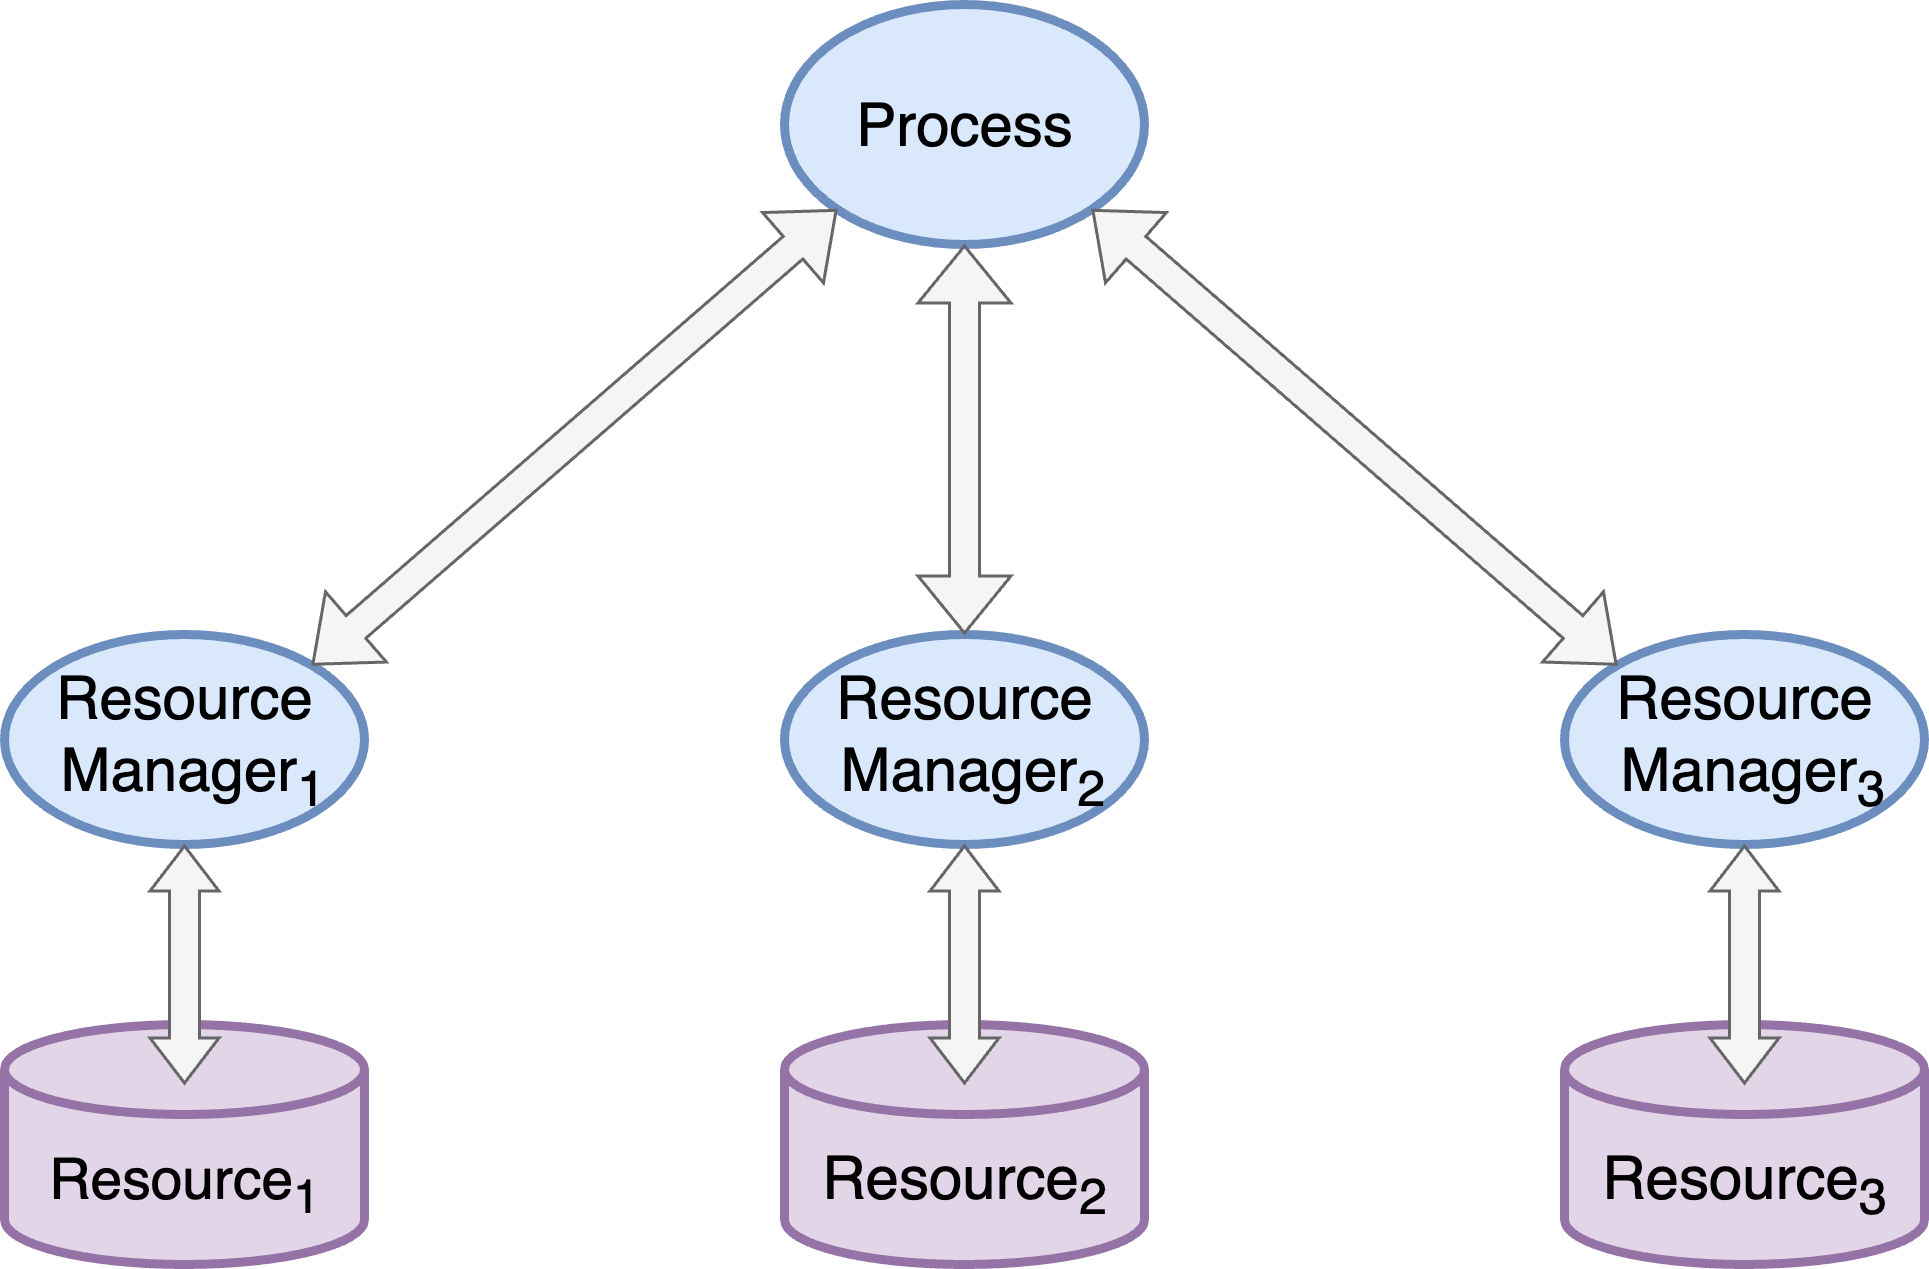 Process
Resource
Manager₁
Resource
Manager₂
Resource
Manager₃
Resource₁
Resource₂
Resource₃